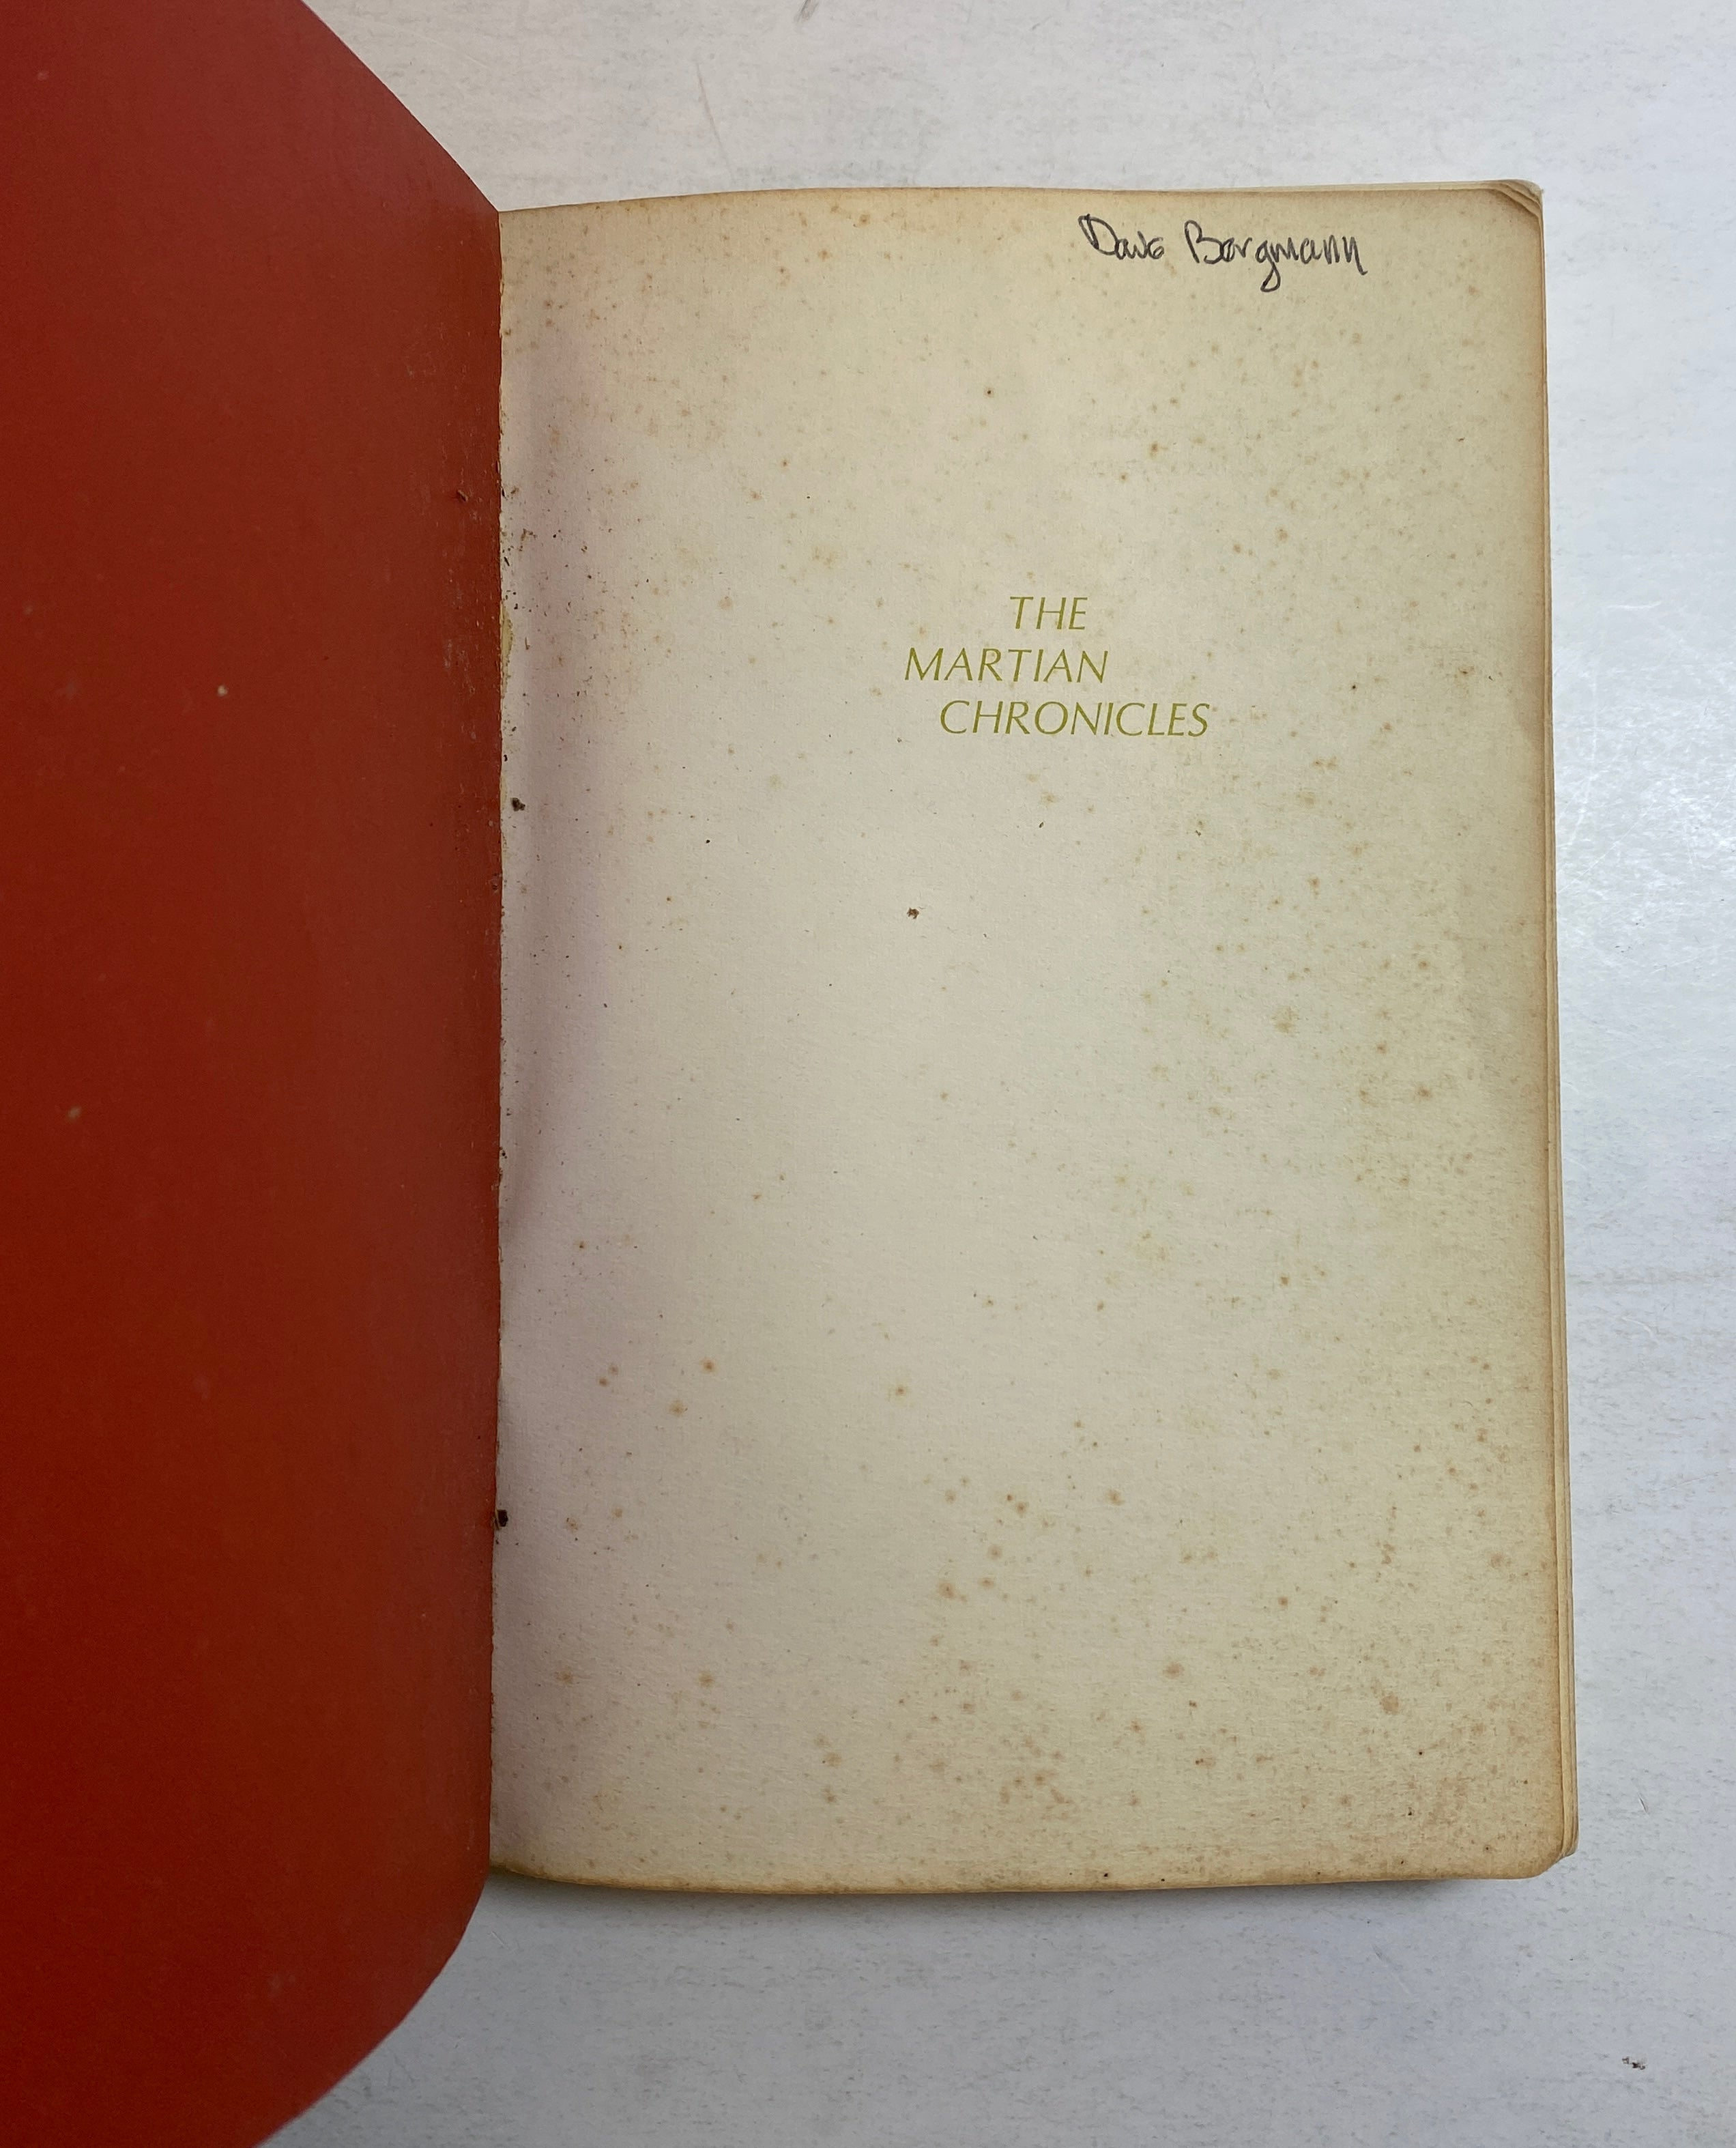 Dave Bergmann
THE
MARTIAN
CHRONICLES